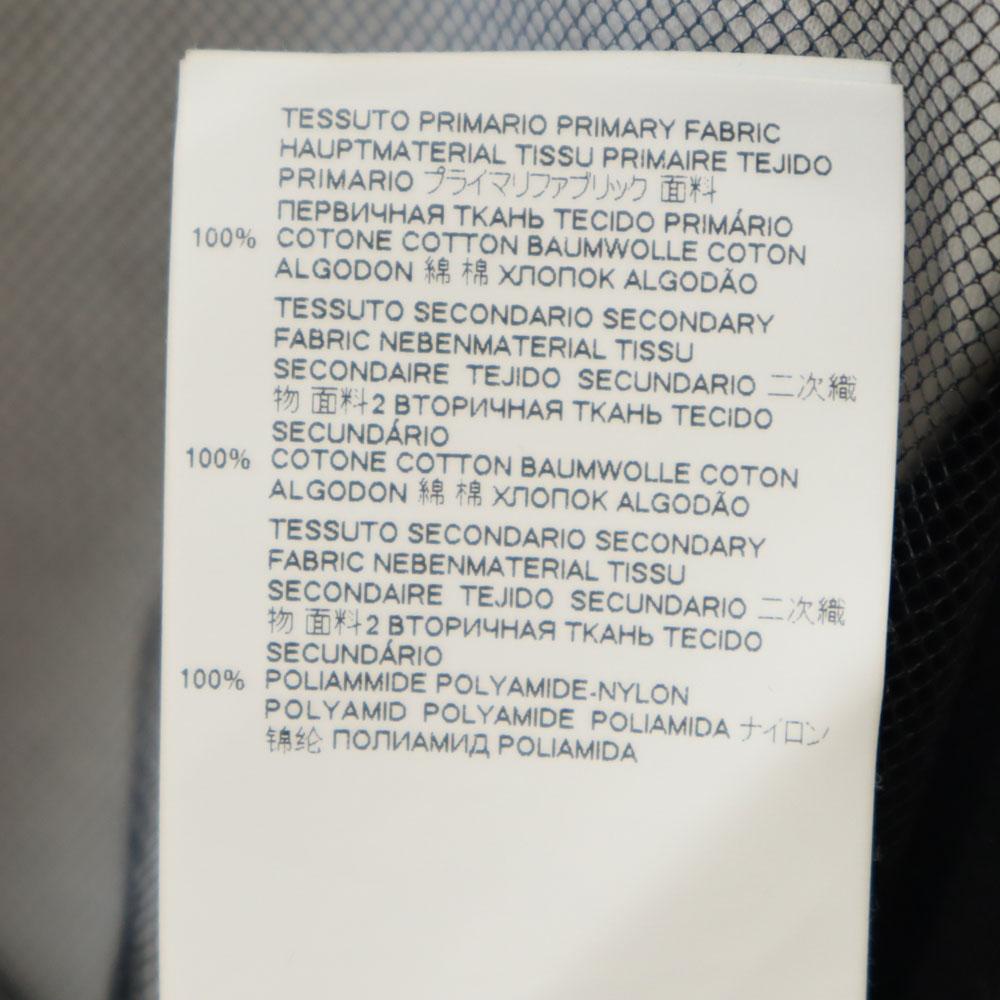 TESSUTO PRIMARIO PRIMARY FABRIC
HAUPTMATERIAL TISSU PRIMAIRE TEJIDO
PRIMARIO プライマリファブリック 面料
ПЕРВИЧНАЯ ТКАНЬ TECIDO PRIMÁRIO
100% COTONE COTTON BAUMWOLLE COTON
ALGODON 綿 棉 ХЛОПОК ALGODÃO
TESSUTO SECONDARIO SECONDARY
FABRIC NEBENMATERIAL TISSU
SECONDAIRE TEJIDO SECUNDARIO 二次織
物 面料2 ВТОРИЧНАЯ ТКАНЬ TECIDO
SECUNDÁRIO
100% COTONE COTTON BAUMWOLLE COTON
ALGODON 綿 棉 ХЛОПОК ALGODÃO
TESSUTO SECONDARIO SECONDARY
FABRIC NEBENMATERIAL TISSU
SECONDAIRE TEJIDO SECUNDARIO 二次織
物 面料2 ВТОРИЧНАЯ ТКАНЬ TECIDO
SECUNDÁRIO
100% POLIAMMIDE POLYAMIDE-NYLON
POLYAMID POLYAMIDE POLIAMIDA ナイロン
锦纶 ПОЛИАМИД POLIAMIDA